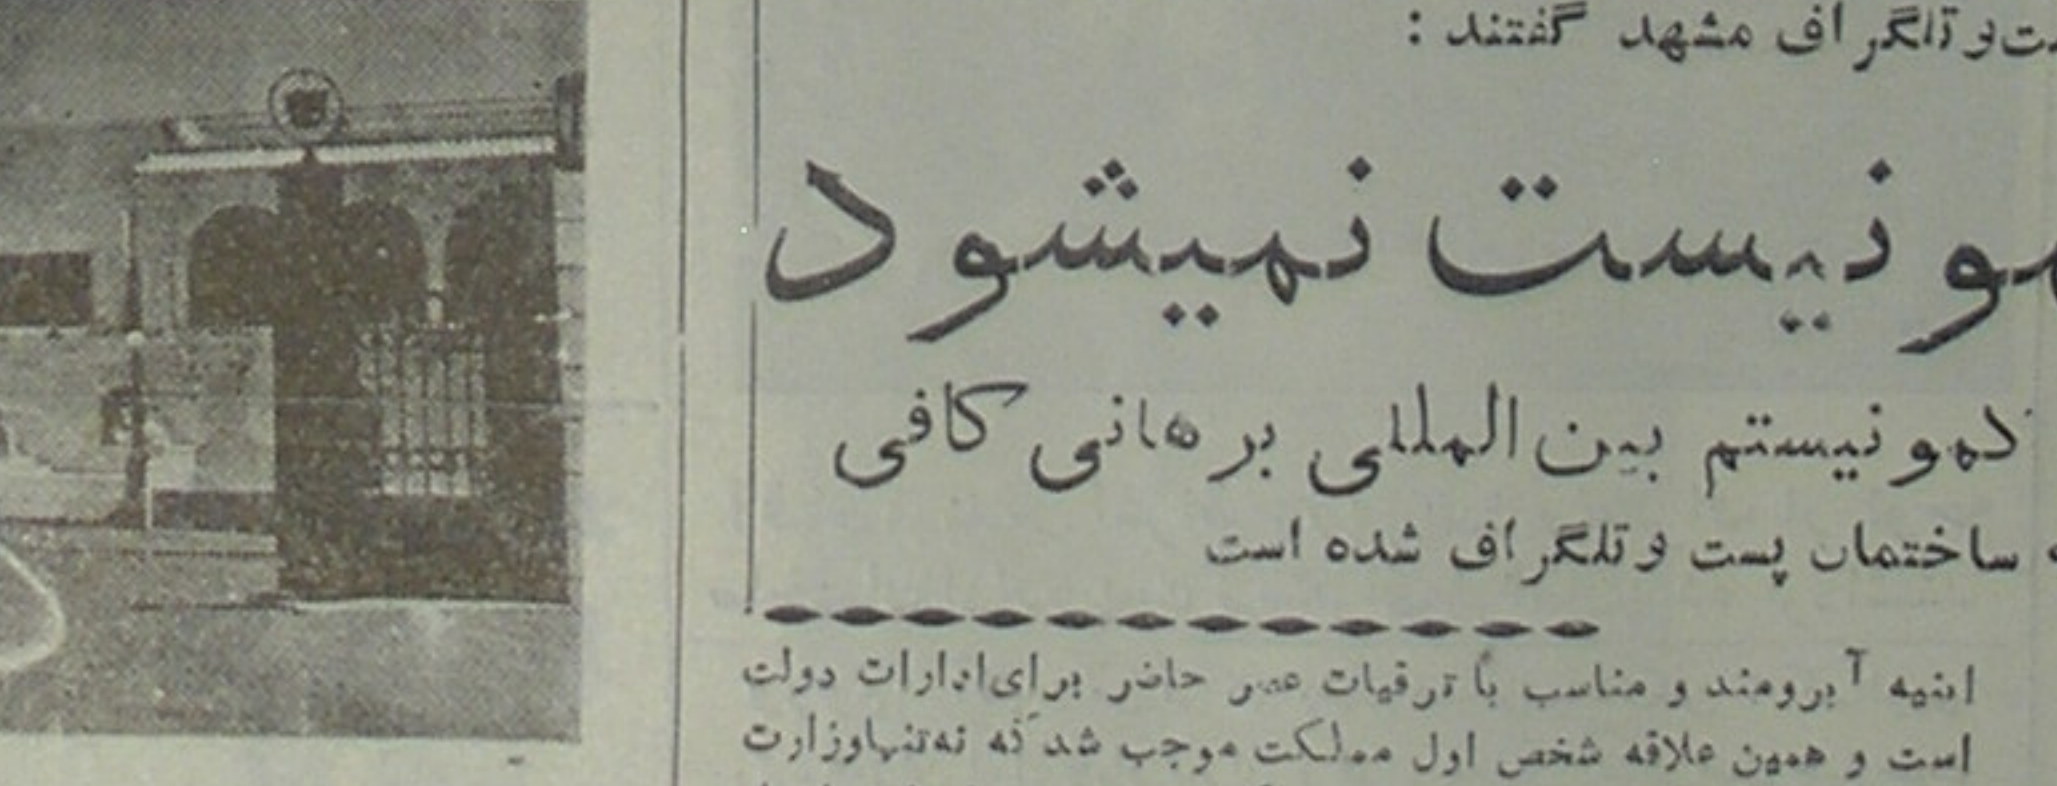 ت و تلگراف مشهد گفتند :
مونیست نمیشود
کمونیستم بین المللی برهانی کافی
ساختمان پست و تلگراف شده است
ابنیه آبرومند و مناسب با ترقیات عصر حاضر برای ادارات دولت
است و همین علاقه شخص اول مملکت موجب شد که نه تنها وزارت